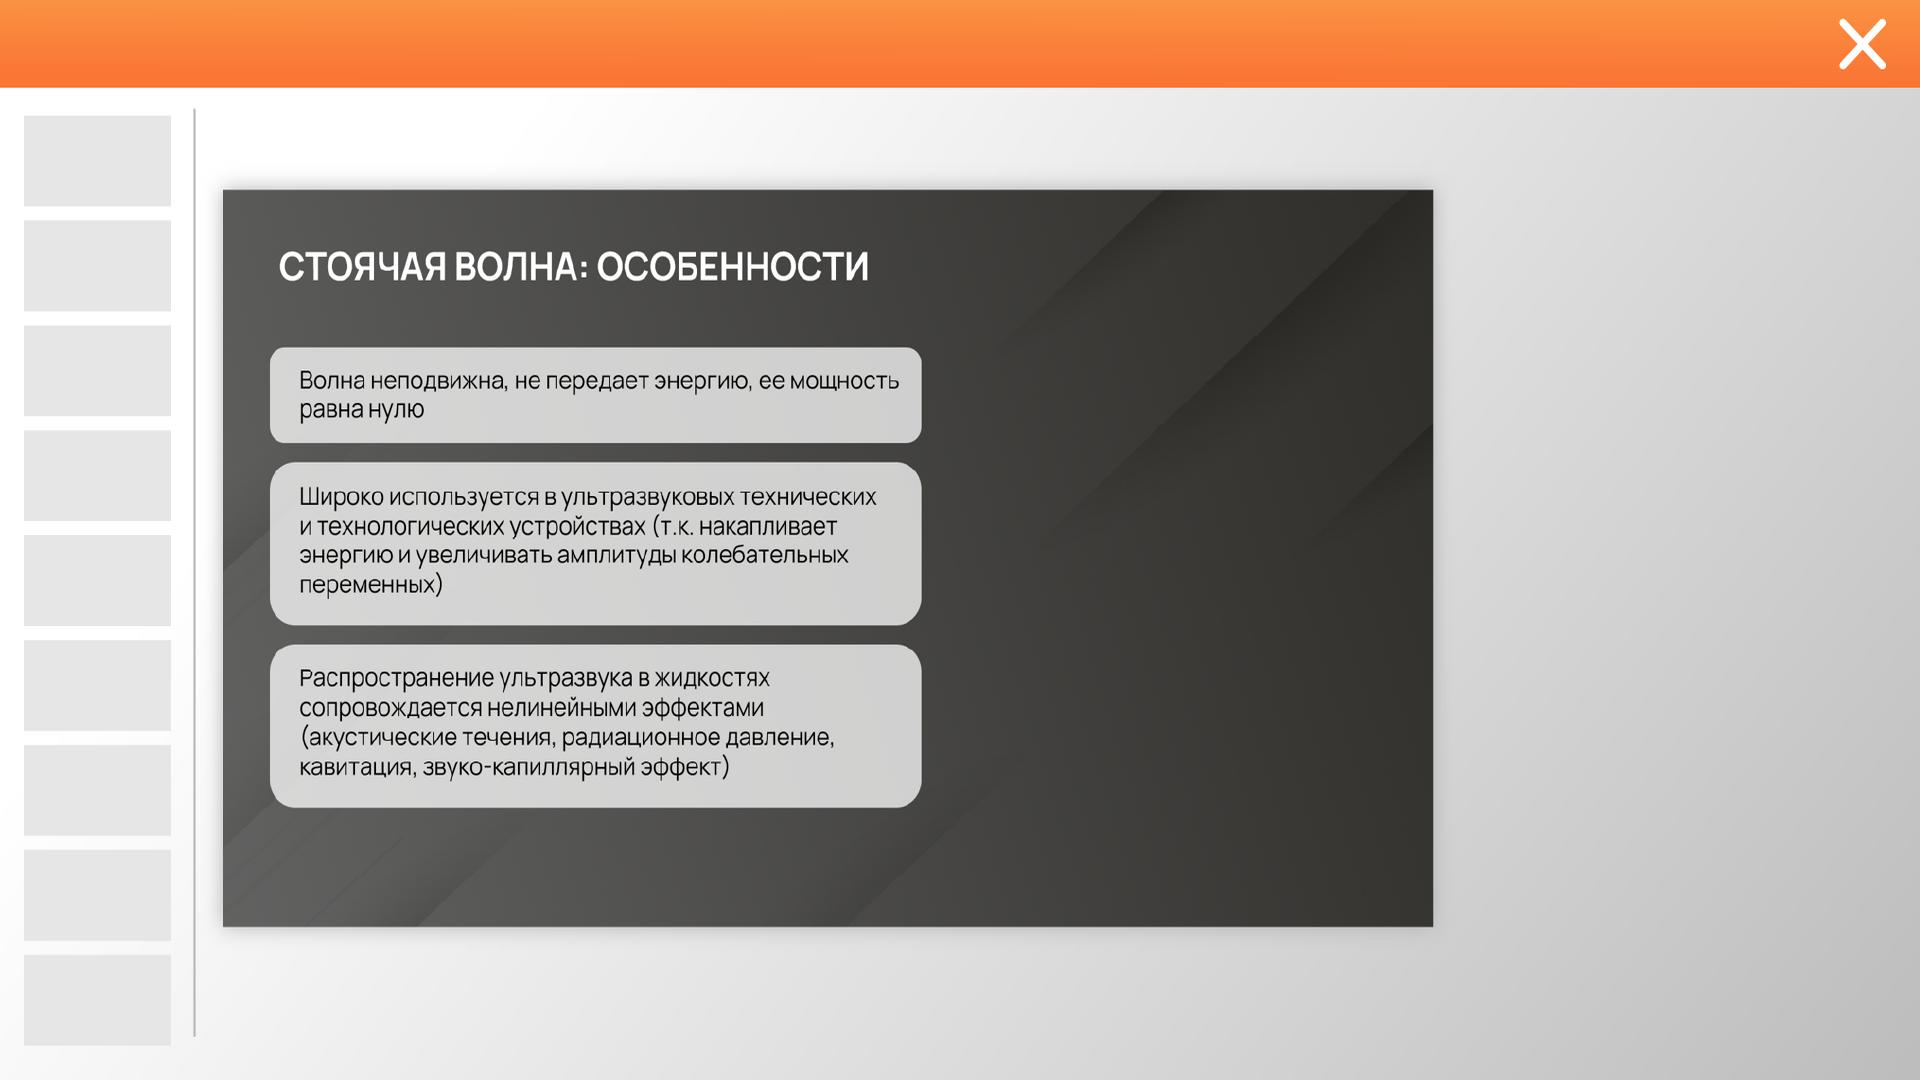 СТОЯЧАЯ ВОЛНА: ОСОБЕННОСТИ
Волна неподвижна, не передает энергию, ее мощность
равна нулю
Широко используется в ультразвуковых технических
и технологических устройствах (т.к. накапливает
энергию и увеличивать амплитуды колебательных
переменных)
Распространение ультразвука в жидкостях
сопровождается нелинейными эффектами
(акустические течения, радиационное давление,
кавитация, звуко-капиллярный эффект)